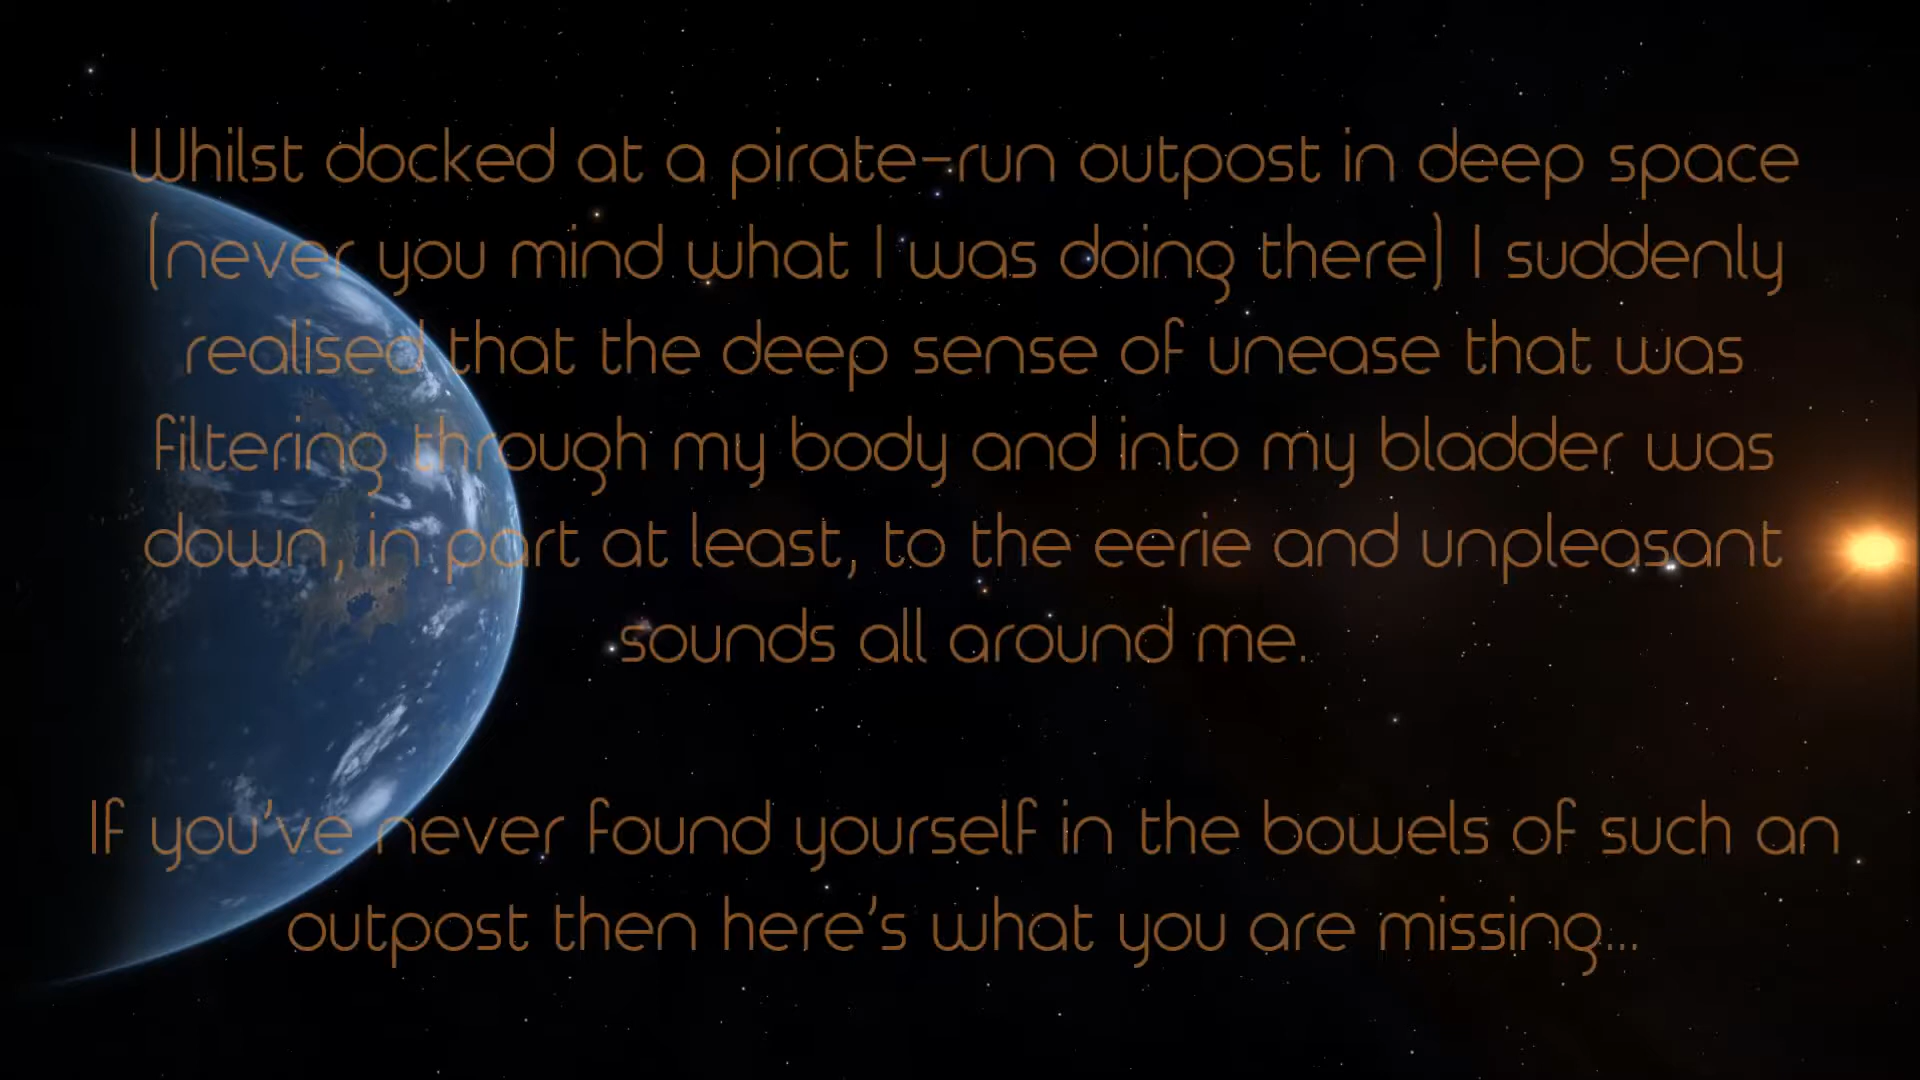 Whilst docked at a pirate-run outpost in deep space
(never you mind what I was doing there) I suddenly
realised that the deep sense of unease that was
filtering through my body and into my bladder was
down, in part at least, to the eerie and unpleasant
sounds all around me.
If you've never found yourself in the bowels of such an
outpost then here's what you are missing...